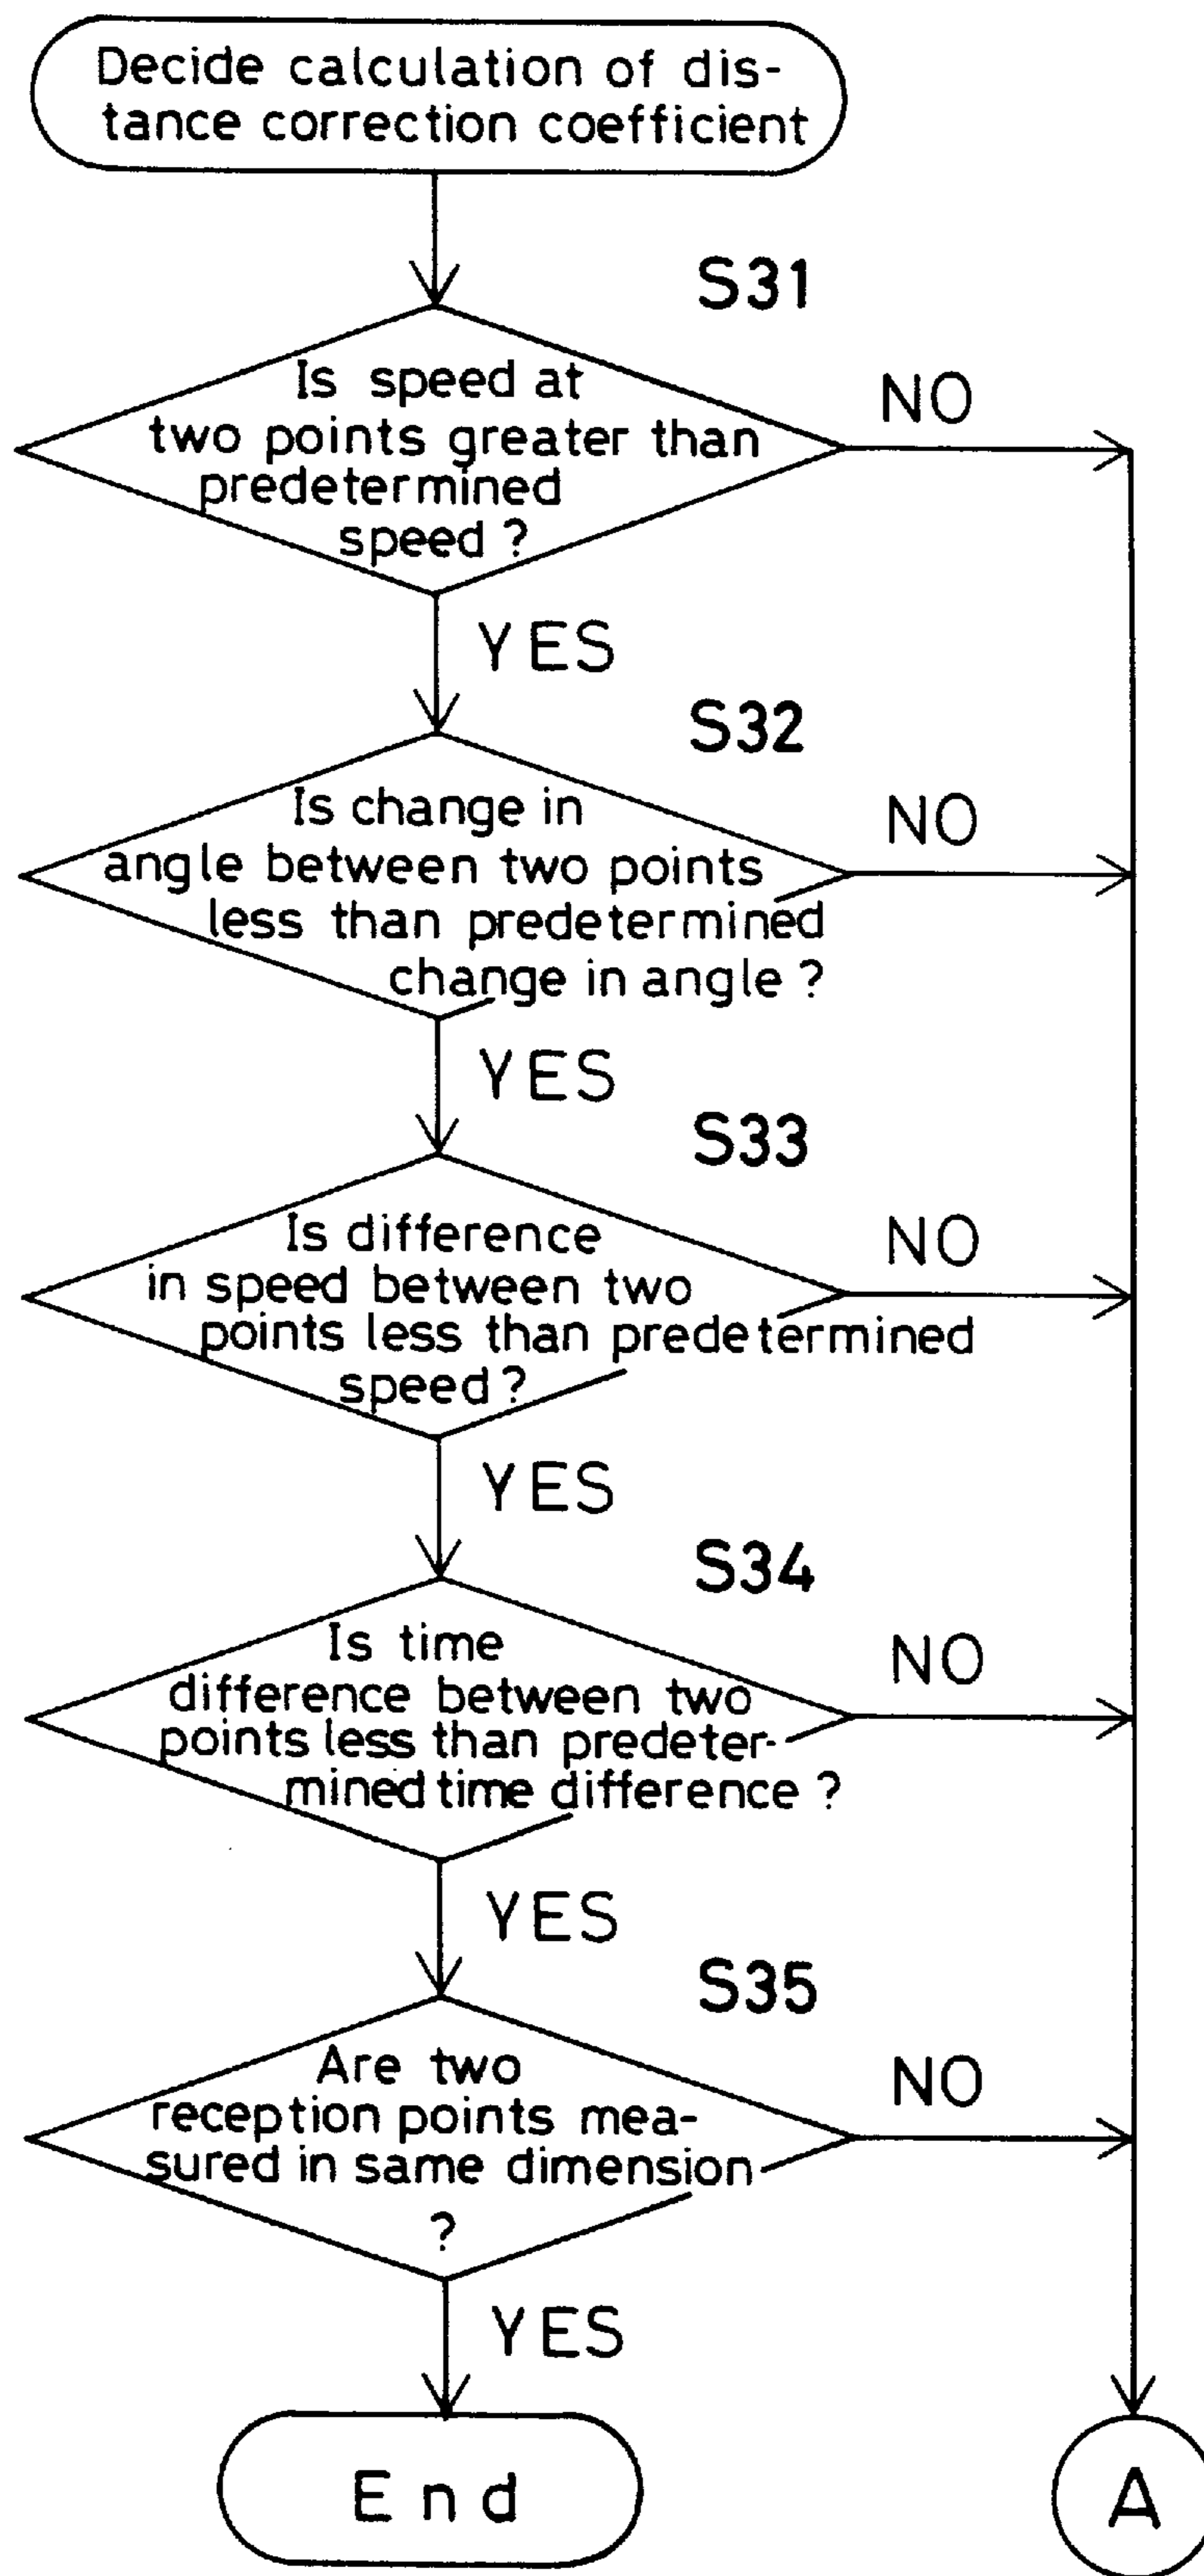 Decide calculation of dis-
tance correction coefficient
S31
Is speed at
two points greater than
predetermined
speed ?
NO
YES
S32
Is change in
angle between two points
less than predetermined
change in angle ?
NO
YES
S33
Is difference
in speed between two
points less than predetermined
speed ?
NO
YES
S34
Is time
difference between two
points less than predeter-
mined time difference ?
NO
YES
S35
Are two
reception points mea-
sured in same dimension
?
NO
YES
End
A